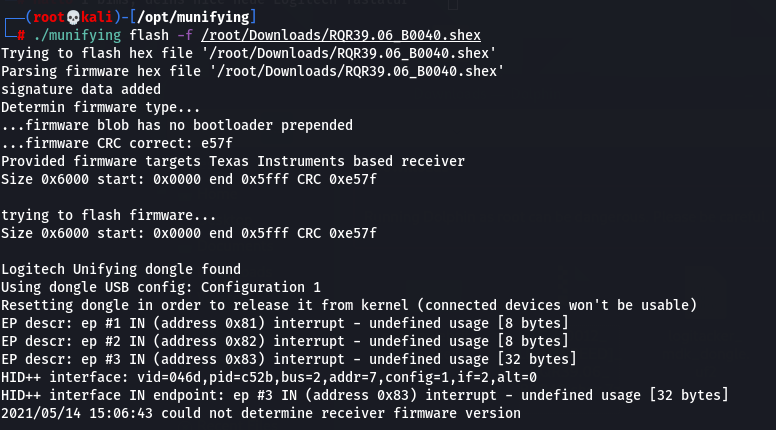 (root💀kali)-[/opt/munifying]
# ./munifying flash -f /root/Downloads/RQR39.06_B0040.shex
Trying to flash hex file '/root/Downloads/RQR39.06_B0040.shex'
Parsing firmware hex file '/root/Downloads/RQR39.06_B0040.shex'
signature data added
Determin firmware type...
...firmware blob has no bootloader prepended
...firmware CRC correct: e57f
Provided firmware targets Texas Instruments based receiver
Size 0x6000 start: 0x0000 end 0x5fff CRC 0xe57f
trying to flash firmware...
Size 0x6000 start: 0x0000 end 0x5fff CRC 0xe57f
Logitech Unifying dongle found
Using dongle USB config: Configuration 1
Resetting dongle in order to release it from kernel (connected devices won't be usable)
EP descr: ep #1 IN (address 0x81) interrupt - undefined usage [8 bytes]
EP descr: ep #2 IN (address 0x82) interrupt - undefined usage [8 bytes]
EP descr: ep #3 IN (address 0x83) interrupt - undefined usage [32 bytes]
HID++ interface: vid=046d,pid=c52b,bus=2,addr=7,config=1,if=2,alt=0
HID++ interface IN endpoint: ep #3 IN (address 0x83) interrupt - undefined usage [32 bytes]
2021/05/14 15:06:43 could not determine receiver firmware version